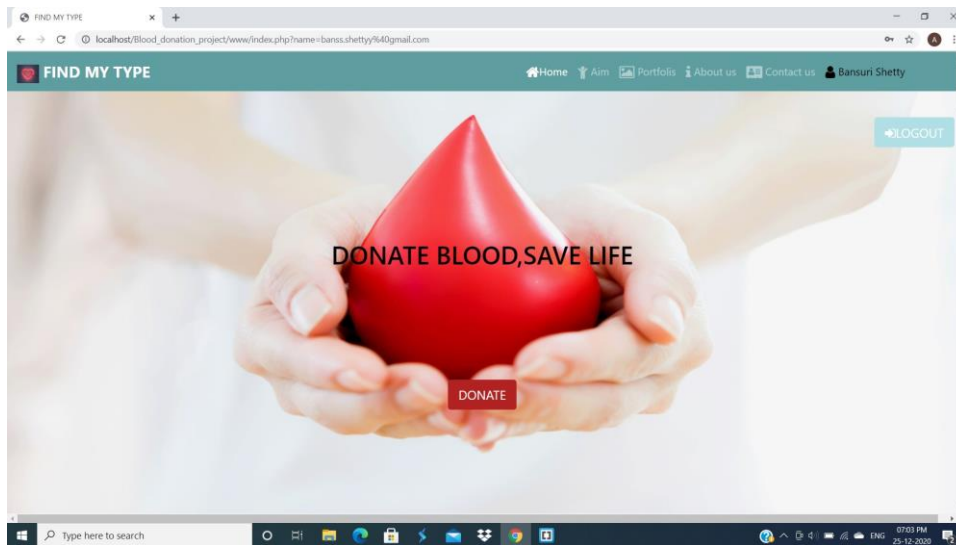 FIND MY TYPE
localhost/Blood_donation_project/www/index.php?name=banss.shettyy%40gmail.com
A
FIND MY TYPE
Home Aim Portfolis About us Contact us Bansuri Shetty
LOGOUT
DONATE BLOOD,SAVE LIFE
DONATE
Type here to search
ENG
07:03 PM
25-12-2020
2